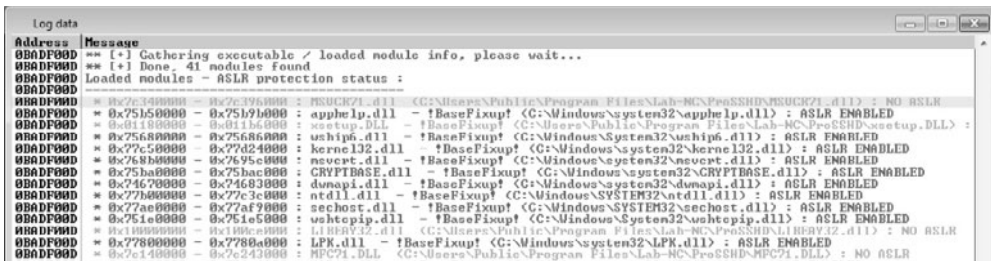 Log data
Address Message
0BADF00D ** [+] Gathering executable / loaded module info, please wait...
0BADF00D ** [+] Done, 41 modules found
0BADF00D Loaded modules - ASLR protection status :
0BADF00D ----------------------------------------
0BADF00D * 0x7c340000 - 0x7c396000 : MSVCR71.dll (C:\Users\Public\Program Files\Lab-NC\ProSSHD\MSVCR71.dll) : NO ASLR
0BADF00D * 0x75b50000 - 0x75b9b000 : apphelp.dll - !BaseFixup! (C:\Windows\system32\apphelp.dll) : ASLR ENABLED
0BADF00D * 0x01180000 - 0x011b6000 : xsetup.DLL - !BaseFixup! (C:\Users\Public\Program Files\Lab-NC\ProSSHD\xsetup.DLL) :
0BADF00D * 0x75680000 - 0x75686000 : wship6.dll - !BaseFixup! (C:\Windows\System32\wship6.dll) : ASLR ENABLED
0BADF00D * 0x77c50000 - 0x77d24000 : kernel32.dll - !BaseFixup! (C:\Windows\system32\kernel32.dll) : ASLR ENABLED
0BADF00D * 0x768b0000 - 0x7695c000 : msvcrt.dll - !BaseFixup! (C:\Windows\system32\msvcrt.dll) : ASLR ENABLED
0BADF00D * 0x75ba0000 - 0x75bac000 : CRYPTBASE.dll - !BaseFixup! (C:\Windows\system32\CRYPTBASE.dll) : ASLR ENABLED
0BADF00D * 0x74670000 - 0x74683000 : dwmapi.dll - !BaseFixup! (C:\Windows\system32\dwmapi.dll) : ASLR ENABLED
0BADF00D * 0x77b00000 - 0x77c3c000 : ntdll.dll - !BaseFixup! (C:\Windows\SYSTEM32\ntdll.dll) : ASLR ENABLED
0BADF00D * 0x77ae0000 - 0x77af9000 : sechost.dll - !BaseFixup! (C:\Windows\SYSTEM32\sechost.dll) : ASLR ENABLED
0BADF00D * 0x751e0000 - 0x751e5000 : wshtcpip.dll - !BaseFixup! (C:\Windows\System32\wshtcpip.dll) : ASLR ENABLED
0BADF00D * 0x10000000 - 0x100ce000 : LIBEAY32.dll (C:\Users\Public\Program Files\Lab-NC\ProSSHD\LIBEAY32.dll) : NO ASLR
0BADF00D * 0x77800000 - 0x7780a000 : LPK.dll - !BaseFixup! (C:\Windows\system32\LPK.dll) : ASLR ENABLED
0BADF00D * 0x7c140000 - 0x7c243000 : MFC71.DLL (C:\Users\Public\Program Files\Lab-NC\ProSSHD\MFC71.DLL) : NO ASLR